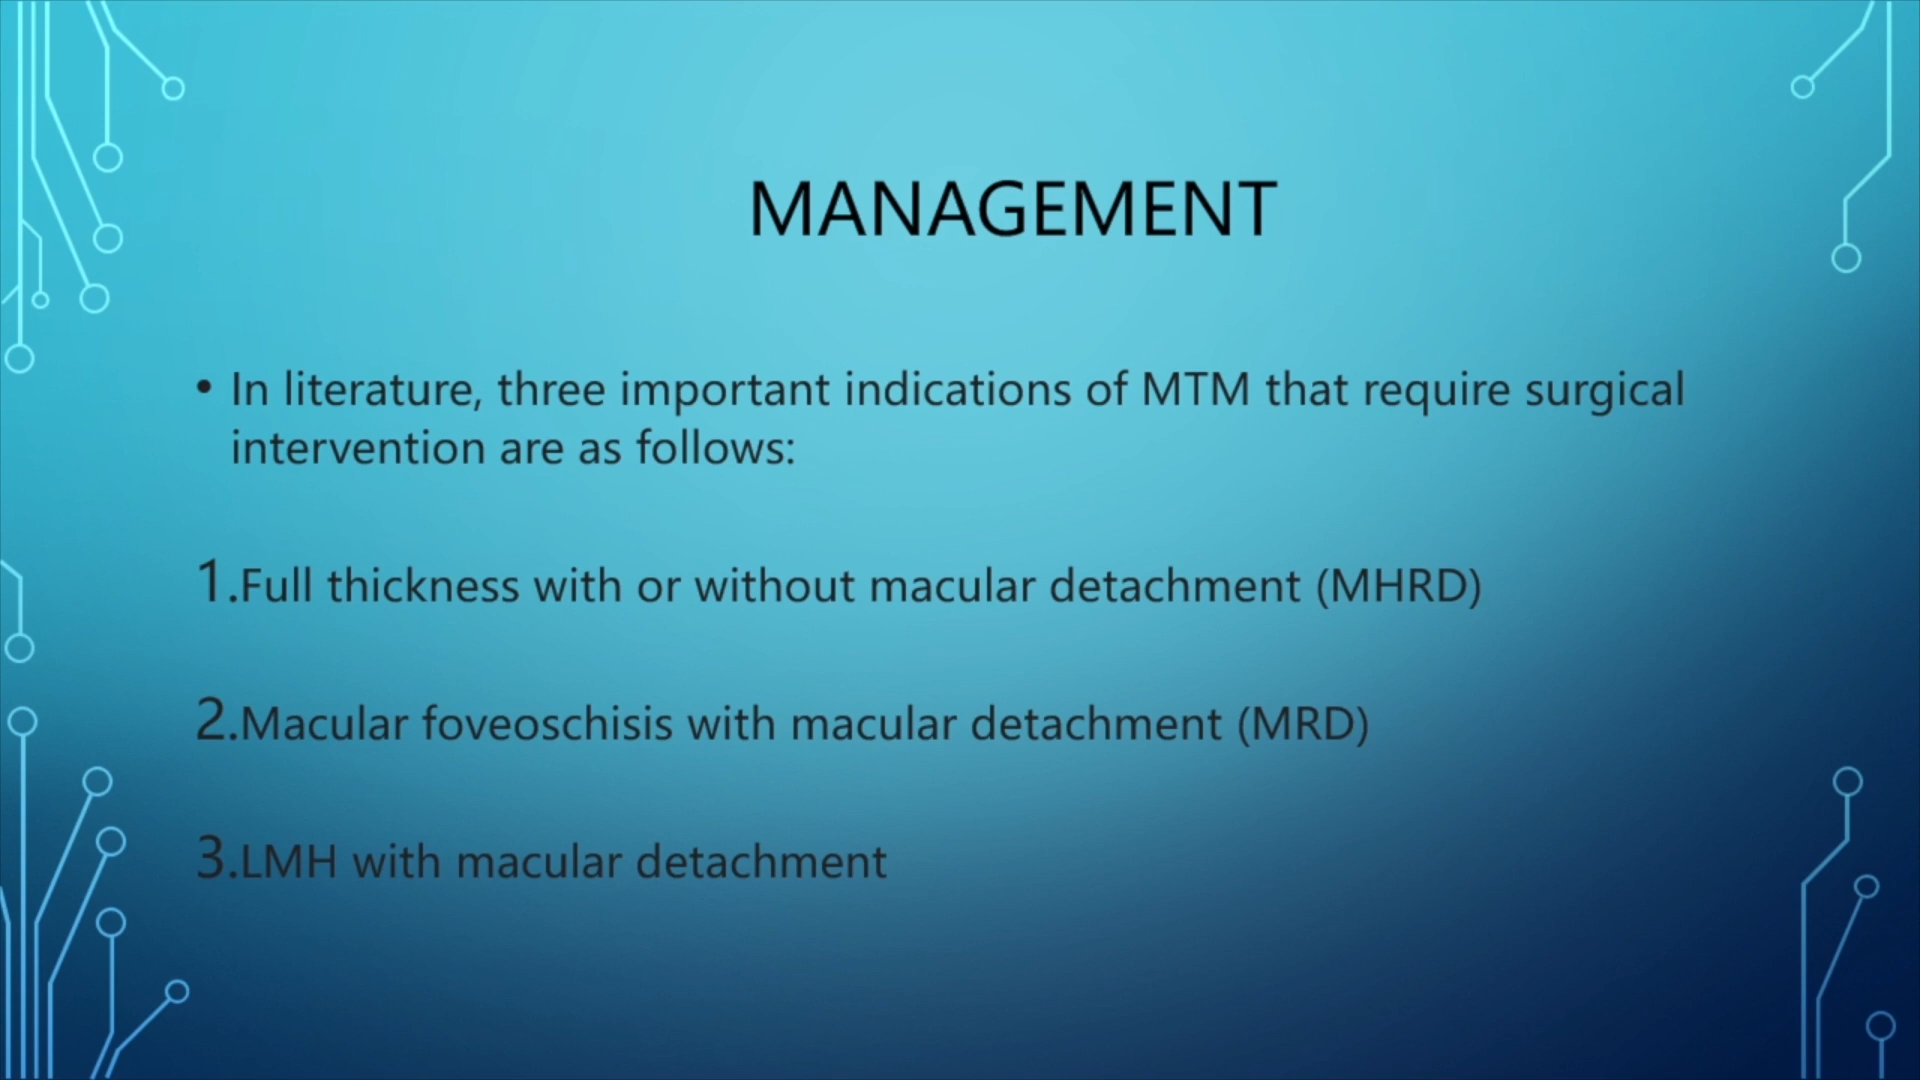 MANAGEMENT
• In literature, three important indications of MTM that require surgical
intervention are as follows:
1.Full thickness with or without macular detachment (MHRD)
2.Macular foveoschisis with macular detachment (MRD)
3.LMH with macular detachment